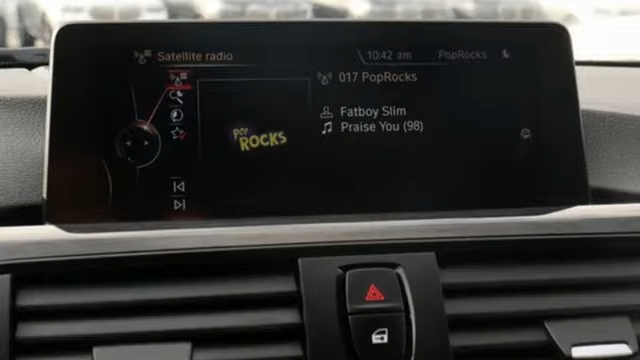 Satellite radio
10:42 am
PopRocks
017 PopRocks
POP
ROCKS
Fatboy Slim
Praise You (98)